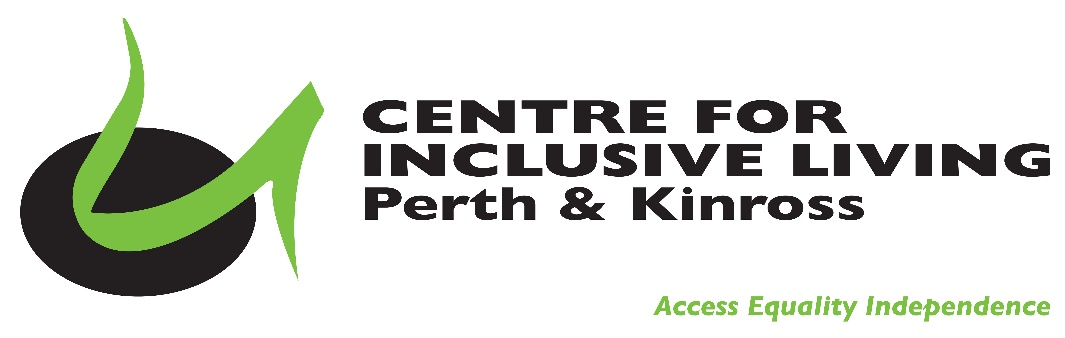 CENTRE FOR
INCLUSIVE LIVING
Perth & Kinross
Access Equality Independence